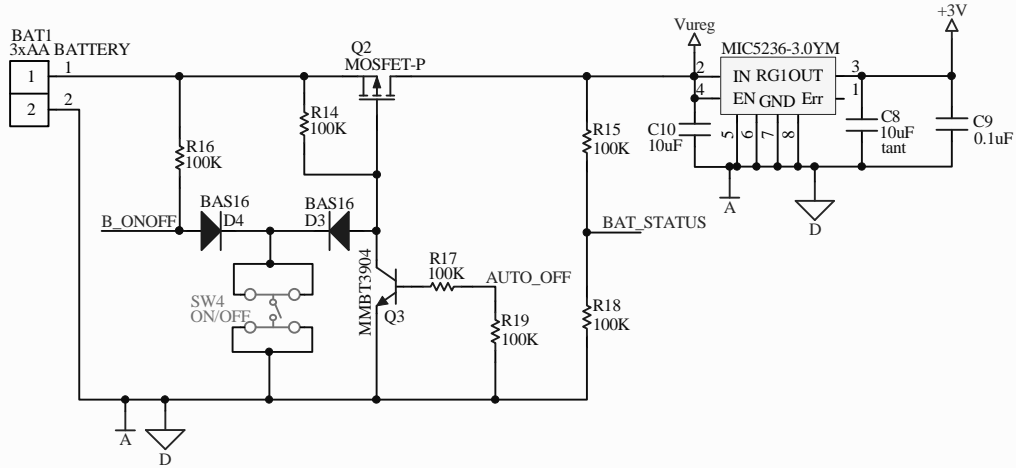 BAT1
3xAA BATTERY
1
1
2
2
Q2
MOSFET-P
R14
100K
R16
100K
R15
100K
Vureg
+3V
MIC5236-3.0YM
2
IN RG1OUT
3
4
EN GND Err
1
5
6
7
8
C10
10uF
C8
10uF
tant
C9
0.1uF
A
D
B_ONOFF
BAS16
D4
BAS16
D3
BAT_STATUS
MMBT3904
Q3
R17
100K
AUTO_OFF
R19
100K
R18
100K
SW4
ON/OFF
A
D